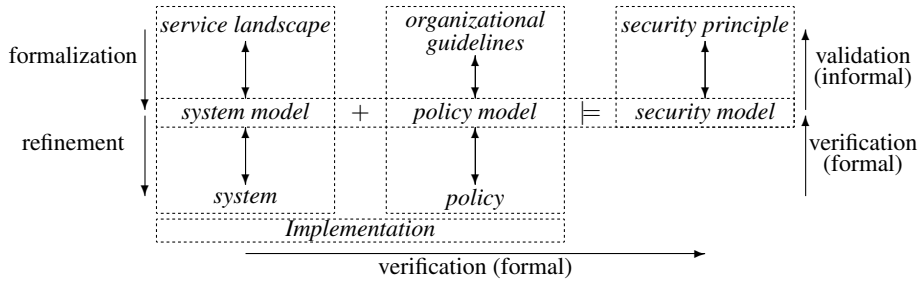 service landscape
organizational
guidelines
security principle
formalization
validation
(informal)
system model + policy model ⊨ security model
refinement
verification
(formal)
system
policy
Implementation
verification (formal)